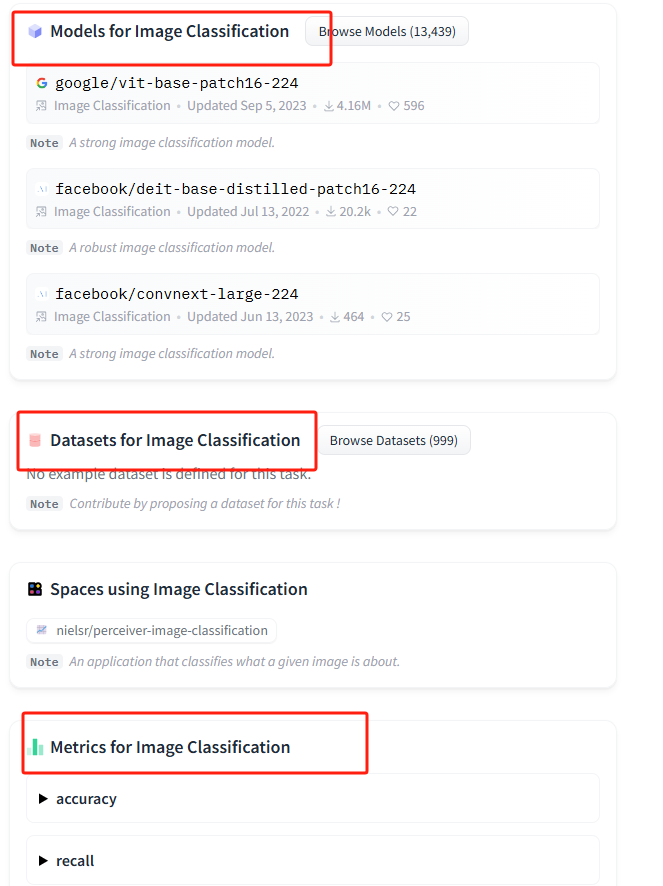 Models for Image Classification Browse Models (13,439)
google/vit-base-patch16-224
Image Classification • Updated Sep 5, 2023 • 4.16M • 596
Note A strong image classification model.
facebook/deit-base-distilled-patch16-224
Image Classification • Updated Jul 13, 2022 • 20.2k • 22
Note A robust image classification model.
facebook/convnext-large-224
Image Classification • Updated Jun 13, 2023 • 464 • 25
Note A strong image classification model.
Datasets for Image Classification Browse Datasets (999)
No example dataset is defined for this task.
Note Contribute by proposing a dataset for this task !
Spaces using Image Classification
nielsr/perceiver-image-classification
Note An application that classifies what a given image is about.
Metrics for Image Classification
accuracy
recall